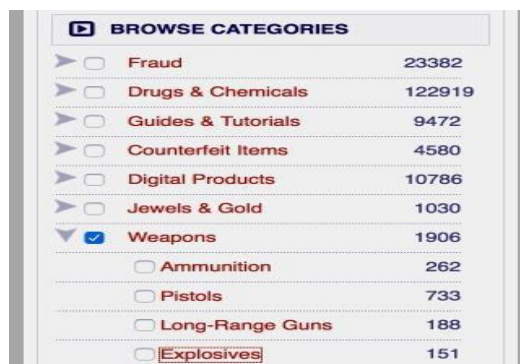 BROWSE CATEGORIES
Fraud 23382
Drugs & Chemicals 122919
Guides & Tutorials 9472
Counterfeit Items 4580
Digital Products 10786
Jewels & Gold 1030
Weapons 1906
Ammunition 262
Pistols 733
Long-Range Guns 188
Explosives 151